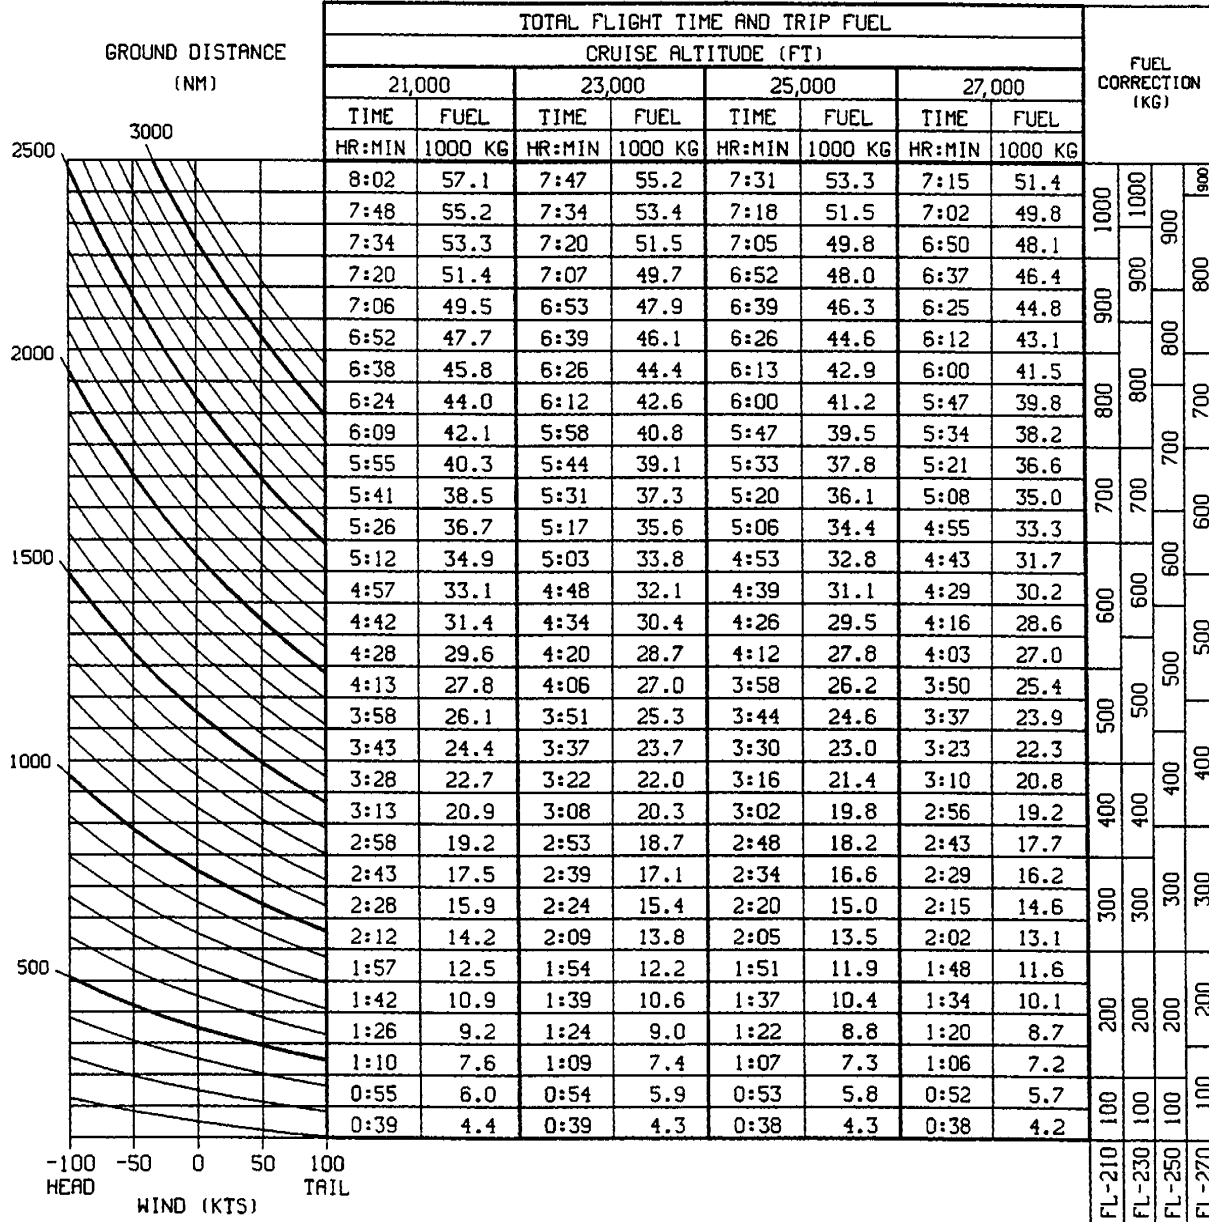 TOTAL FLIGHT TIME AND TRIP FUEL
GROUND DISTANCE
(NM)
CRUISE ALTITUDE (FT)
FUEL
CORRECTION
(KG)
21,000 23,000 25,000 27,000
TIME FUEL TIME FUEL TIME FUEL TIME FUEL
HR:MIN 1000 KG HR:MIN 1000 KG HR:MIN 1000 KG HR:MIN 1000 KG
8:02 57.1 7:47 55.2 7:31 53.3 7:15 51.4
7:48 55.2 7:34 53.4 7:18 51.5 7:02 49.8
7:34 53.3 7:20 51.5 7:05 49.8 6:50 48.1
7:20 51.4 7:07 49.7 6:52 48.0 6:37 46.4
7:06 49.5 6:53 47.9 6:39 46.3 6:25 44.8
6:52 47.7 6:39 46.1 6:26 44.6 6:12 43.1
6:38 45.8 6:26 44.4 6:13 42.9 6:00 41.5
6:24 44.0 6:12 42.6 6:00 41.2 5:47 39.8
6:09 42.1 5:58 40.8 5:47 39.5 5:34 38.2
5:55 40.3 5:44 39.1 5:33 37.8 5:21 36.6
5:41 38.5 5:31 37.3 5:20 36.1 5:08 35.0
5:26 36.7 5:17 35.6 5:06 34.4 4:55 33.3
5:12 34.9 5:03 33.8 4:53 32.8 4:43 31.7
4:57 33.1 4:48 32.1 4:39 31.1 4:29 30.2
4:42 31.4 4:34 30.4 4:26 29.5 4:16 28.6
4:28 29.6 4:20 28.7 4:12 27.8 4:03 27.0
4:13 27.8 4:06 27.0 3:58 26.2 3:50 25.4
3:58 26.1 3:51 25.3 3:44 24.6 3:37 23.9
3:43 24.4 3:37 23.7 3:30 23.0 3:23 22.3
3:28 22.7 3:22 22.0 3:16 21.4 3:10 20.8
3:13 20.9 3:08 20.3 3:02 19.8 2:56 19.2
2:58 19.2 2:53 18.7 2:48 18.2 2:43 17.7
2:43 17.5 2:39 17.1 2:34 16.6 2:29 16.2
2:28 15.9 2:24 15.4 2:20 15.0 2:15 14.6
2:12 14.2 2:09 13.8 2:05 13.5 2:02 13.1
1:57 12.5 1:54 12.2 1:51 11.9 1:48 11.6
1:42 10.9 1:39 10.6 1:37 10.4 1:34 10.1
1:26 9.2 1:24 9.0 1:22 8.8 1:20 8.7
1:10 7.6 1:09 7.4 1:07 7.3 1:06 7.2
0:55 6.0 0:54 5.9 0:53 5.8 0:52 5.7
0:39 4.4 0:39 4.3 0:38 4.3 0:38 4.2
3000
2500
2000
1500
1000
500
-100 -50 0 50 100
HEAD TAIL
WIND (KTS)
1000 900 800 700 600 500 400 300 200 100 FL-210
1000 900 800 700 600 500 400 300 200 100 FL-230
900 800 700 600 500 400 300 200 100 FL-250
900 800 700 600 500 400 300 200 100 FL-270